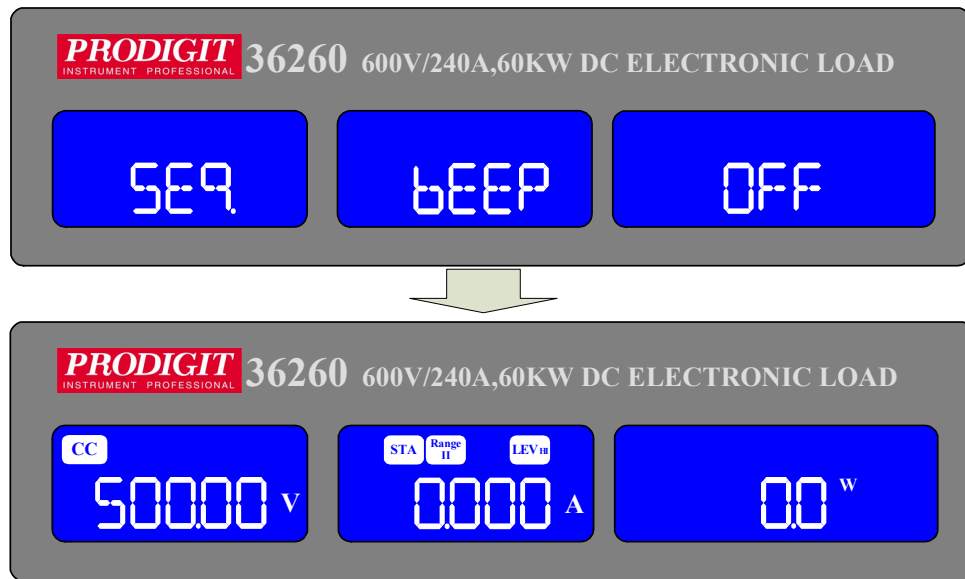 PRODIGIT 36260 600V/240A,60KW DC ELECTRONIC LOAD
INSTRUMENT PROFESSIONAL
SEq. bEEP OFF
PRODIGIT 36260 600V/240A,60KW DC ELECTRONIC LOAD
INSTRUMENT PROFESSIONAL
CC STA Range II LEV HI
500.00 V 0.000 A 0.0 W